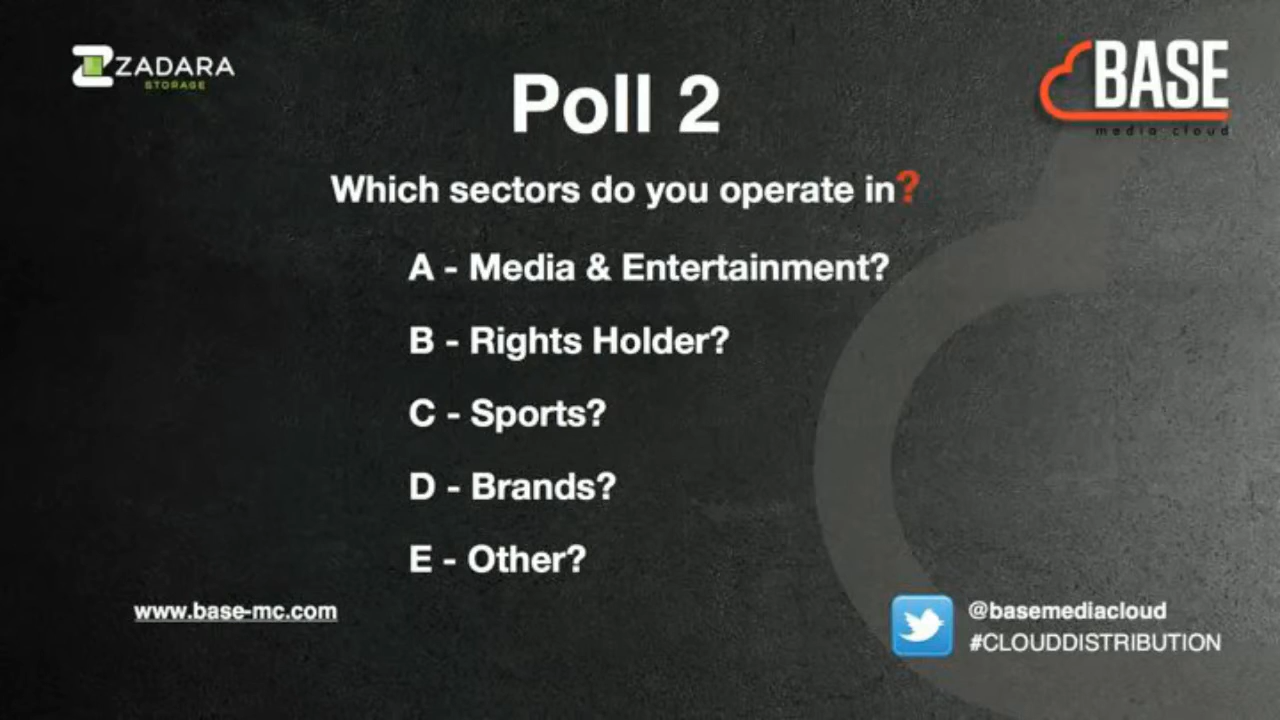 ZADARA
STORAGE
BASE
media cloud
Poll 2
Which sectors do you operate in?
A - Media & Entertainment?
B - Rights Holder?
C - Sports?
D - Brands?
E - Other?
www.base-mc.com
@basemediacloud
#CLOUDDISTRIBUTION